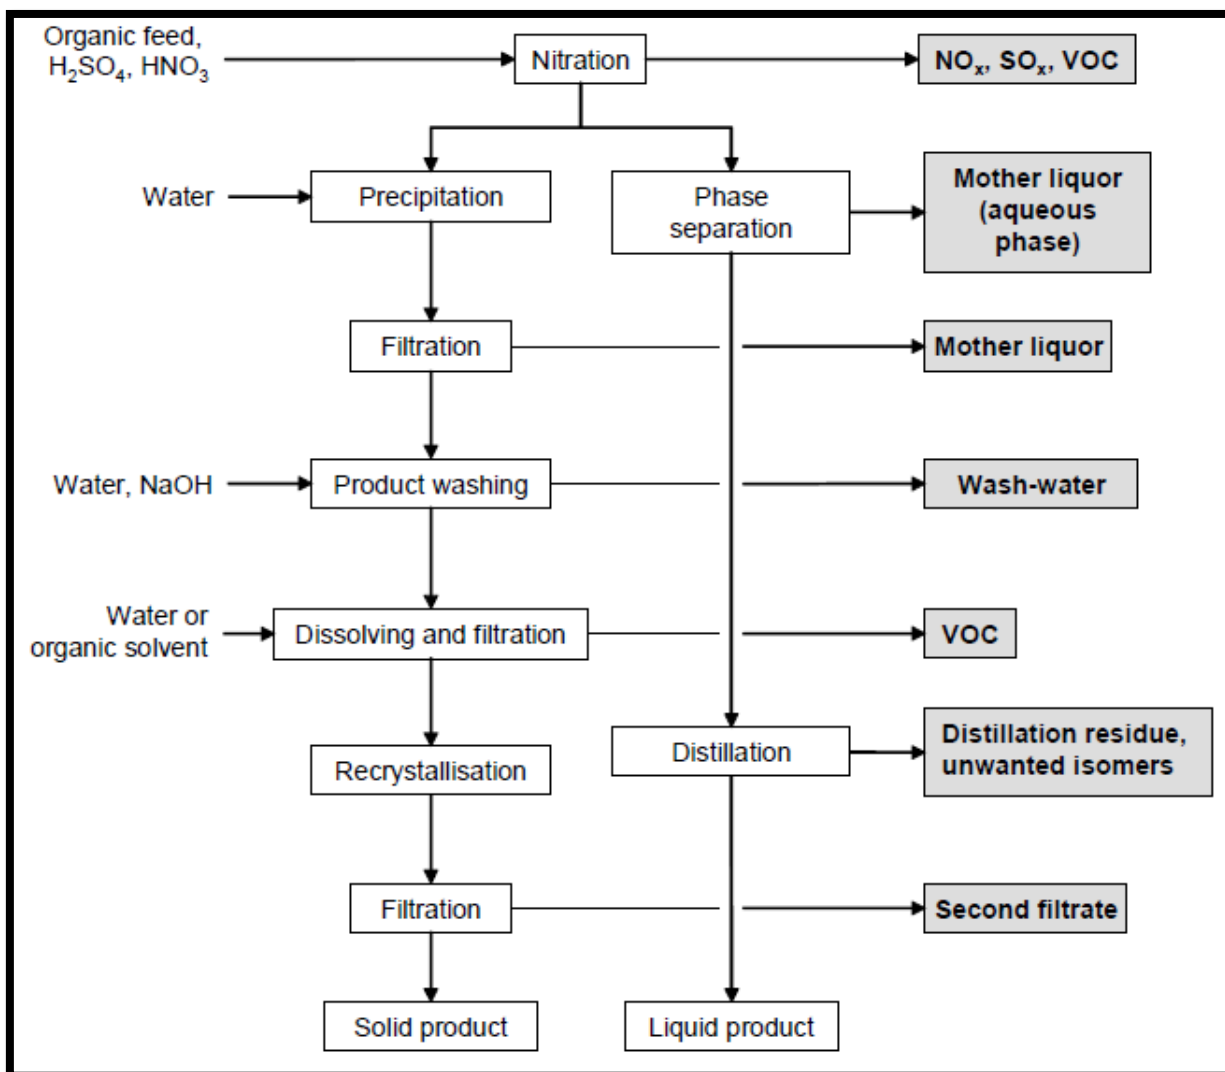 Organic feed,
H₂SO₄, HNO₃
Nitration
NOₓ, SOₓ, VOC
Water
Precipitation
Phase
separation
Mother liquor
(aqueous
phase)
Filtration
Mother liquor
Water, NaOH
Product washing
Wash-water
Water or
organic solvent
Dissolving and filtration
VOC
Recrystallisation
Distillation
Distillation residue,
unwanted isomers
Filtration
Second filtrate
Solid product
Liquid product